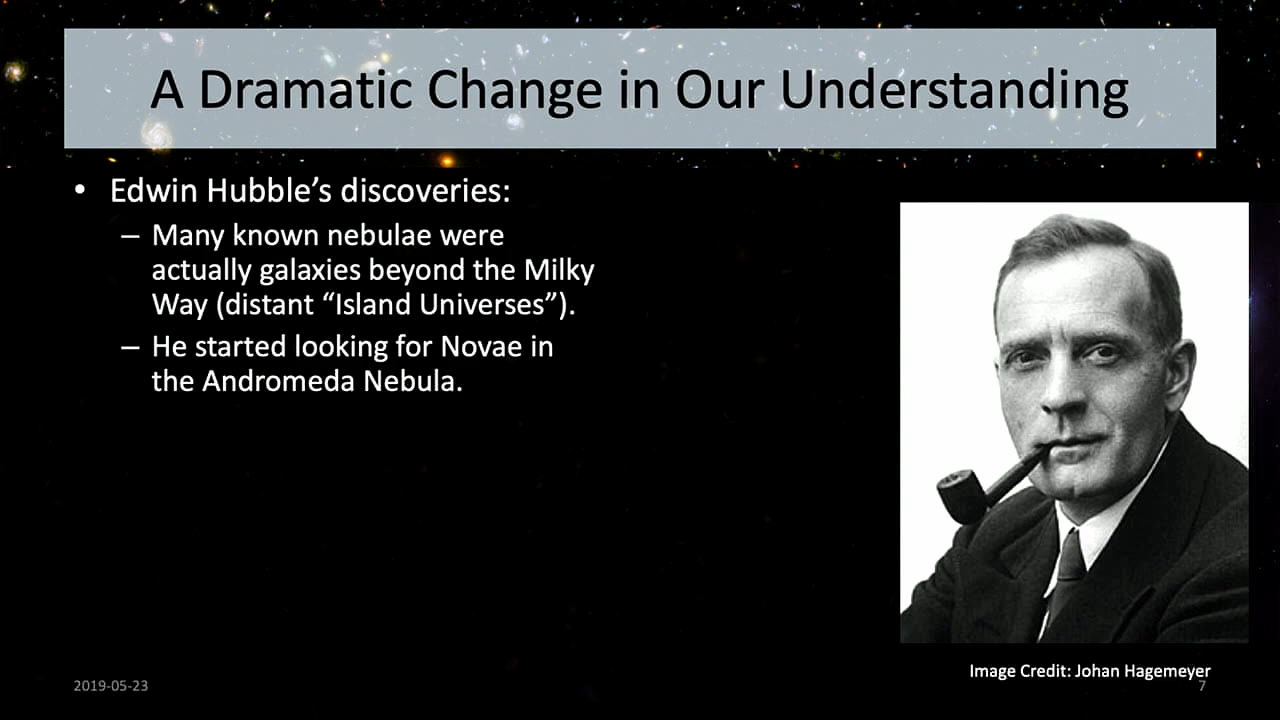 A Dramatic Change in Our Understanding
• Edwin Hubble’s discoveries:
– Many known nebulae were
actually galaxies beyond the Milky
Way (distant “Island Universes”).
– He started looking for Novae in
the Andromeda Nebula.
Image Credit: Johan Hagemeyer
2019-05-23
7